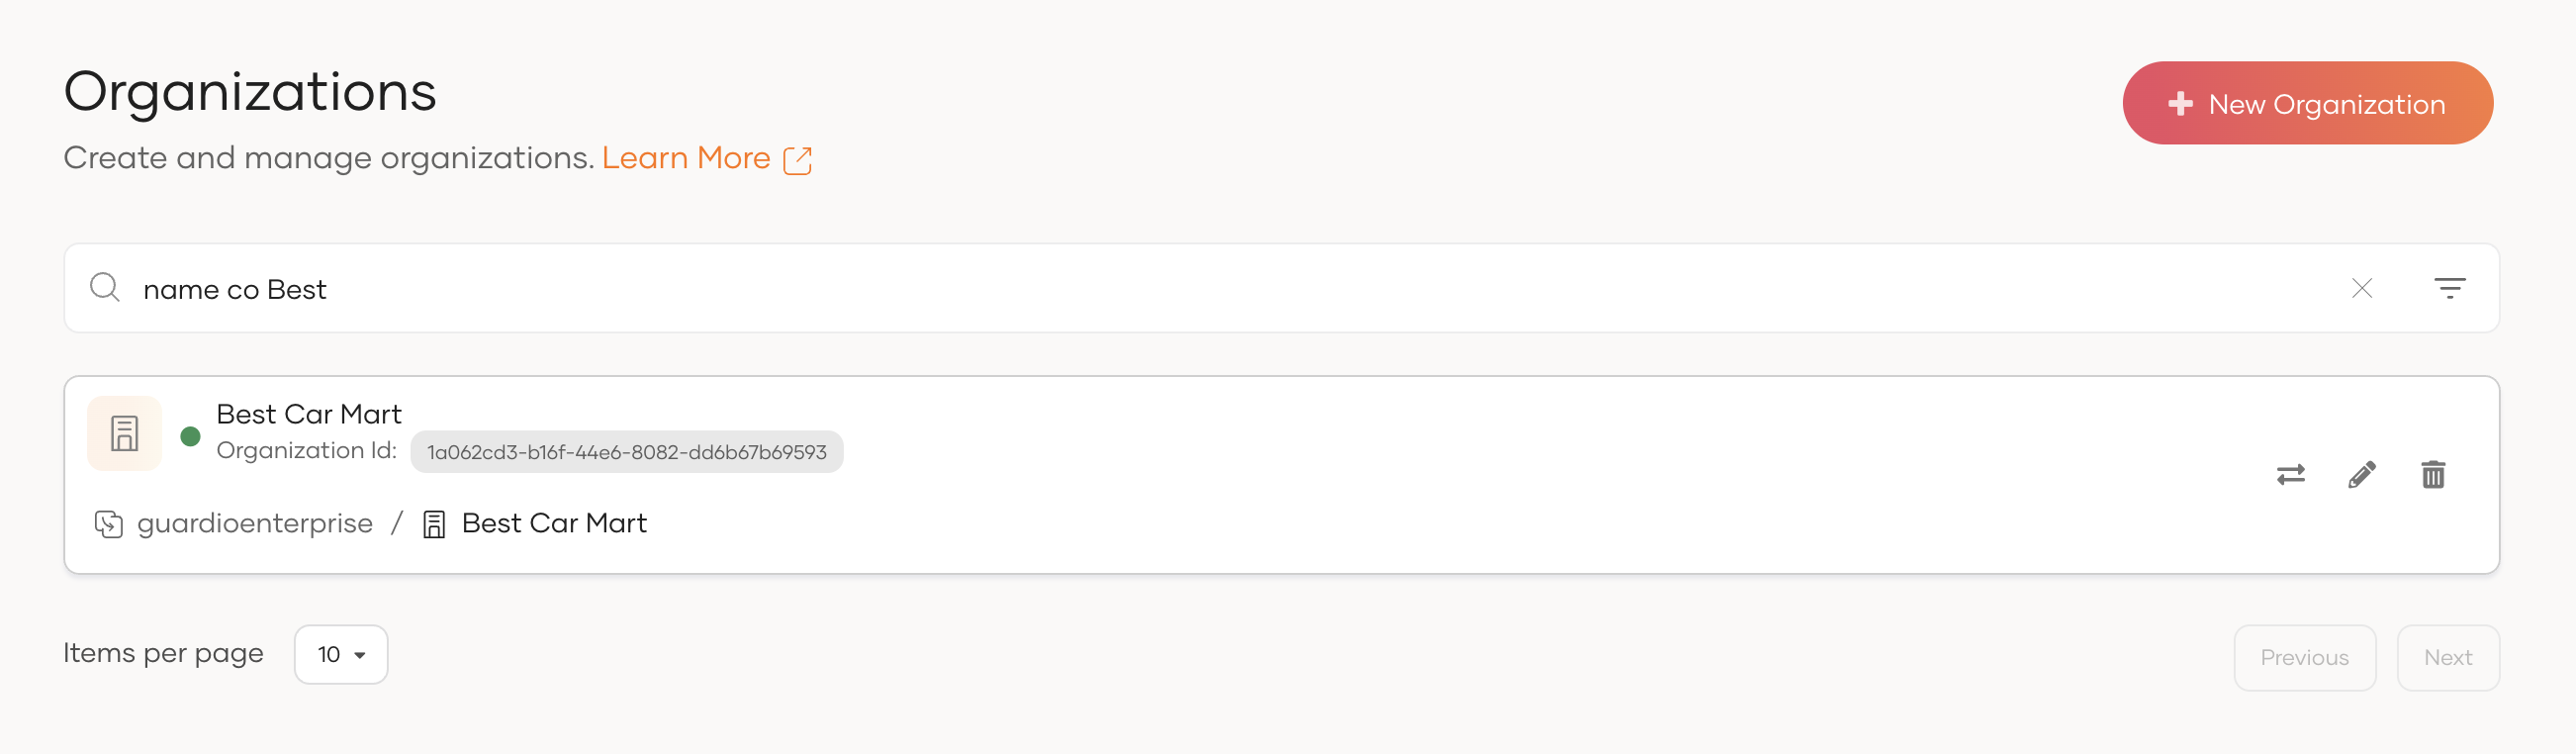 Organizations
New Organization
Create and manage organizations. Learn More
name co Best
Best Car Mart
Organization Id: 1a062cd3-b16f-44e6-8082-dd6b67b69593
guardioenterprise / Best Car Mart
Items per page 10
Previous Next